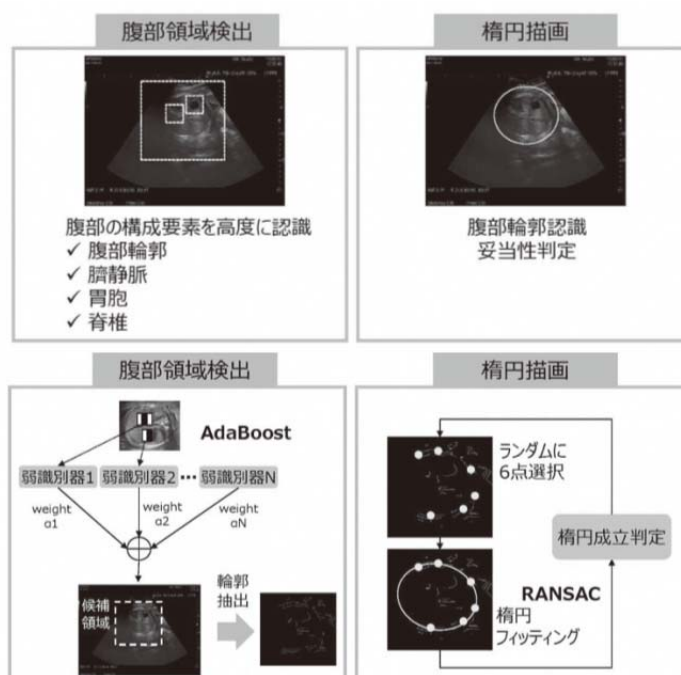 腹部領域検出
腹部の構成要素を高度に認識
✓ 腹部輪郭
✓ 臍静脈
✓ 胃胞
✓ 脊椎
楕円描画
腹部輪郭認識
妥当性判定
腹部領域検出
AdaBoost
弱識別器1 弱識別器2 ••• 弱識別器N
weight
α1
weight
α2
weight
αN
候補
領域
輪郭
抽出
楕円描画
ランダムに
6点選択
楕円成立判定
RANSAC
楕円
フィッティング